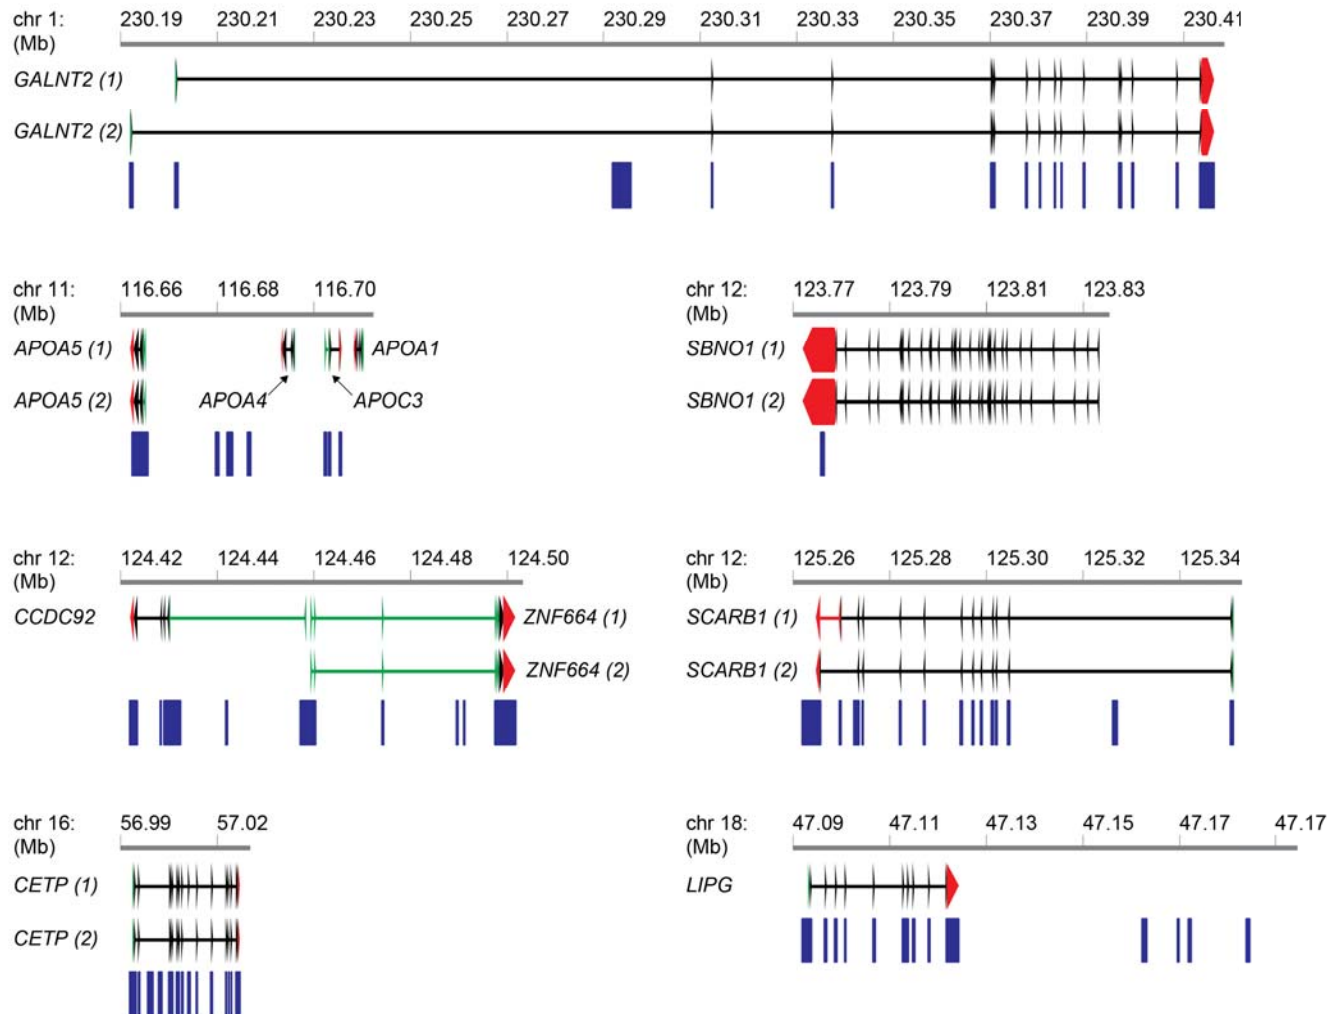 chr 1: 230.19 230.21 230.23 230.25 230.27 230.29 230.31 230.33 230.35 230.37 230.39 230.41
(Mb)
GALNT2 (1)
GALNT2 (2)
chr 11: 116.66 116.68 116.70
(Mb)
APOA5 (1) APOA1
APOA5 (2) APOA4 APOC3
chr 12: 123.77 123.79 123.81 123.83
(Mb)
SBNO1 (1)
SBNO1 (2)
chr 12: 124.42 124.44 124.46 124.48 124.50
(Mb)
CCDC92 ZNF664 (1)
ZNF664 (2)
chr 12: 125.26 125.28 125.30 125.32 125.34
(Mb)
SCARB1 (1)
SCARB1 (2)
chr 16: 56.99 57.02
(Mb)
CETP (1)
CETP (2)
chr 18: 47.09 47.11 47.13 47.15 47.17 47.17
(Mb)
LIPG